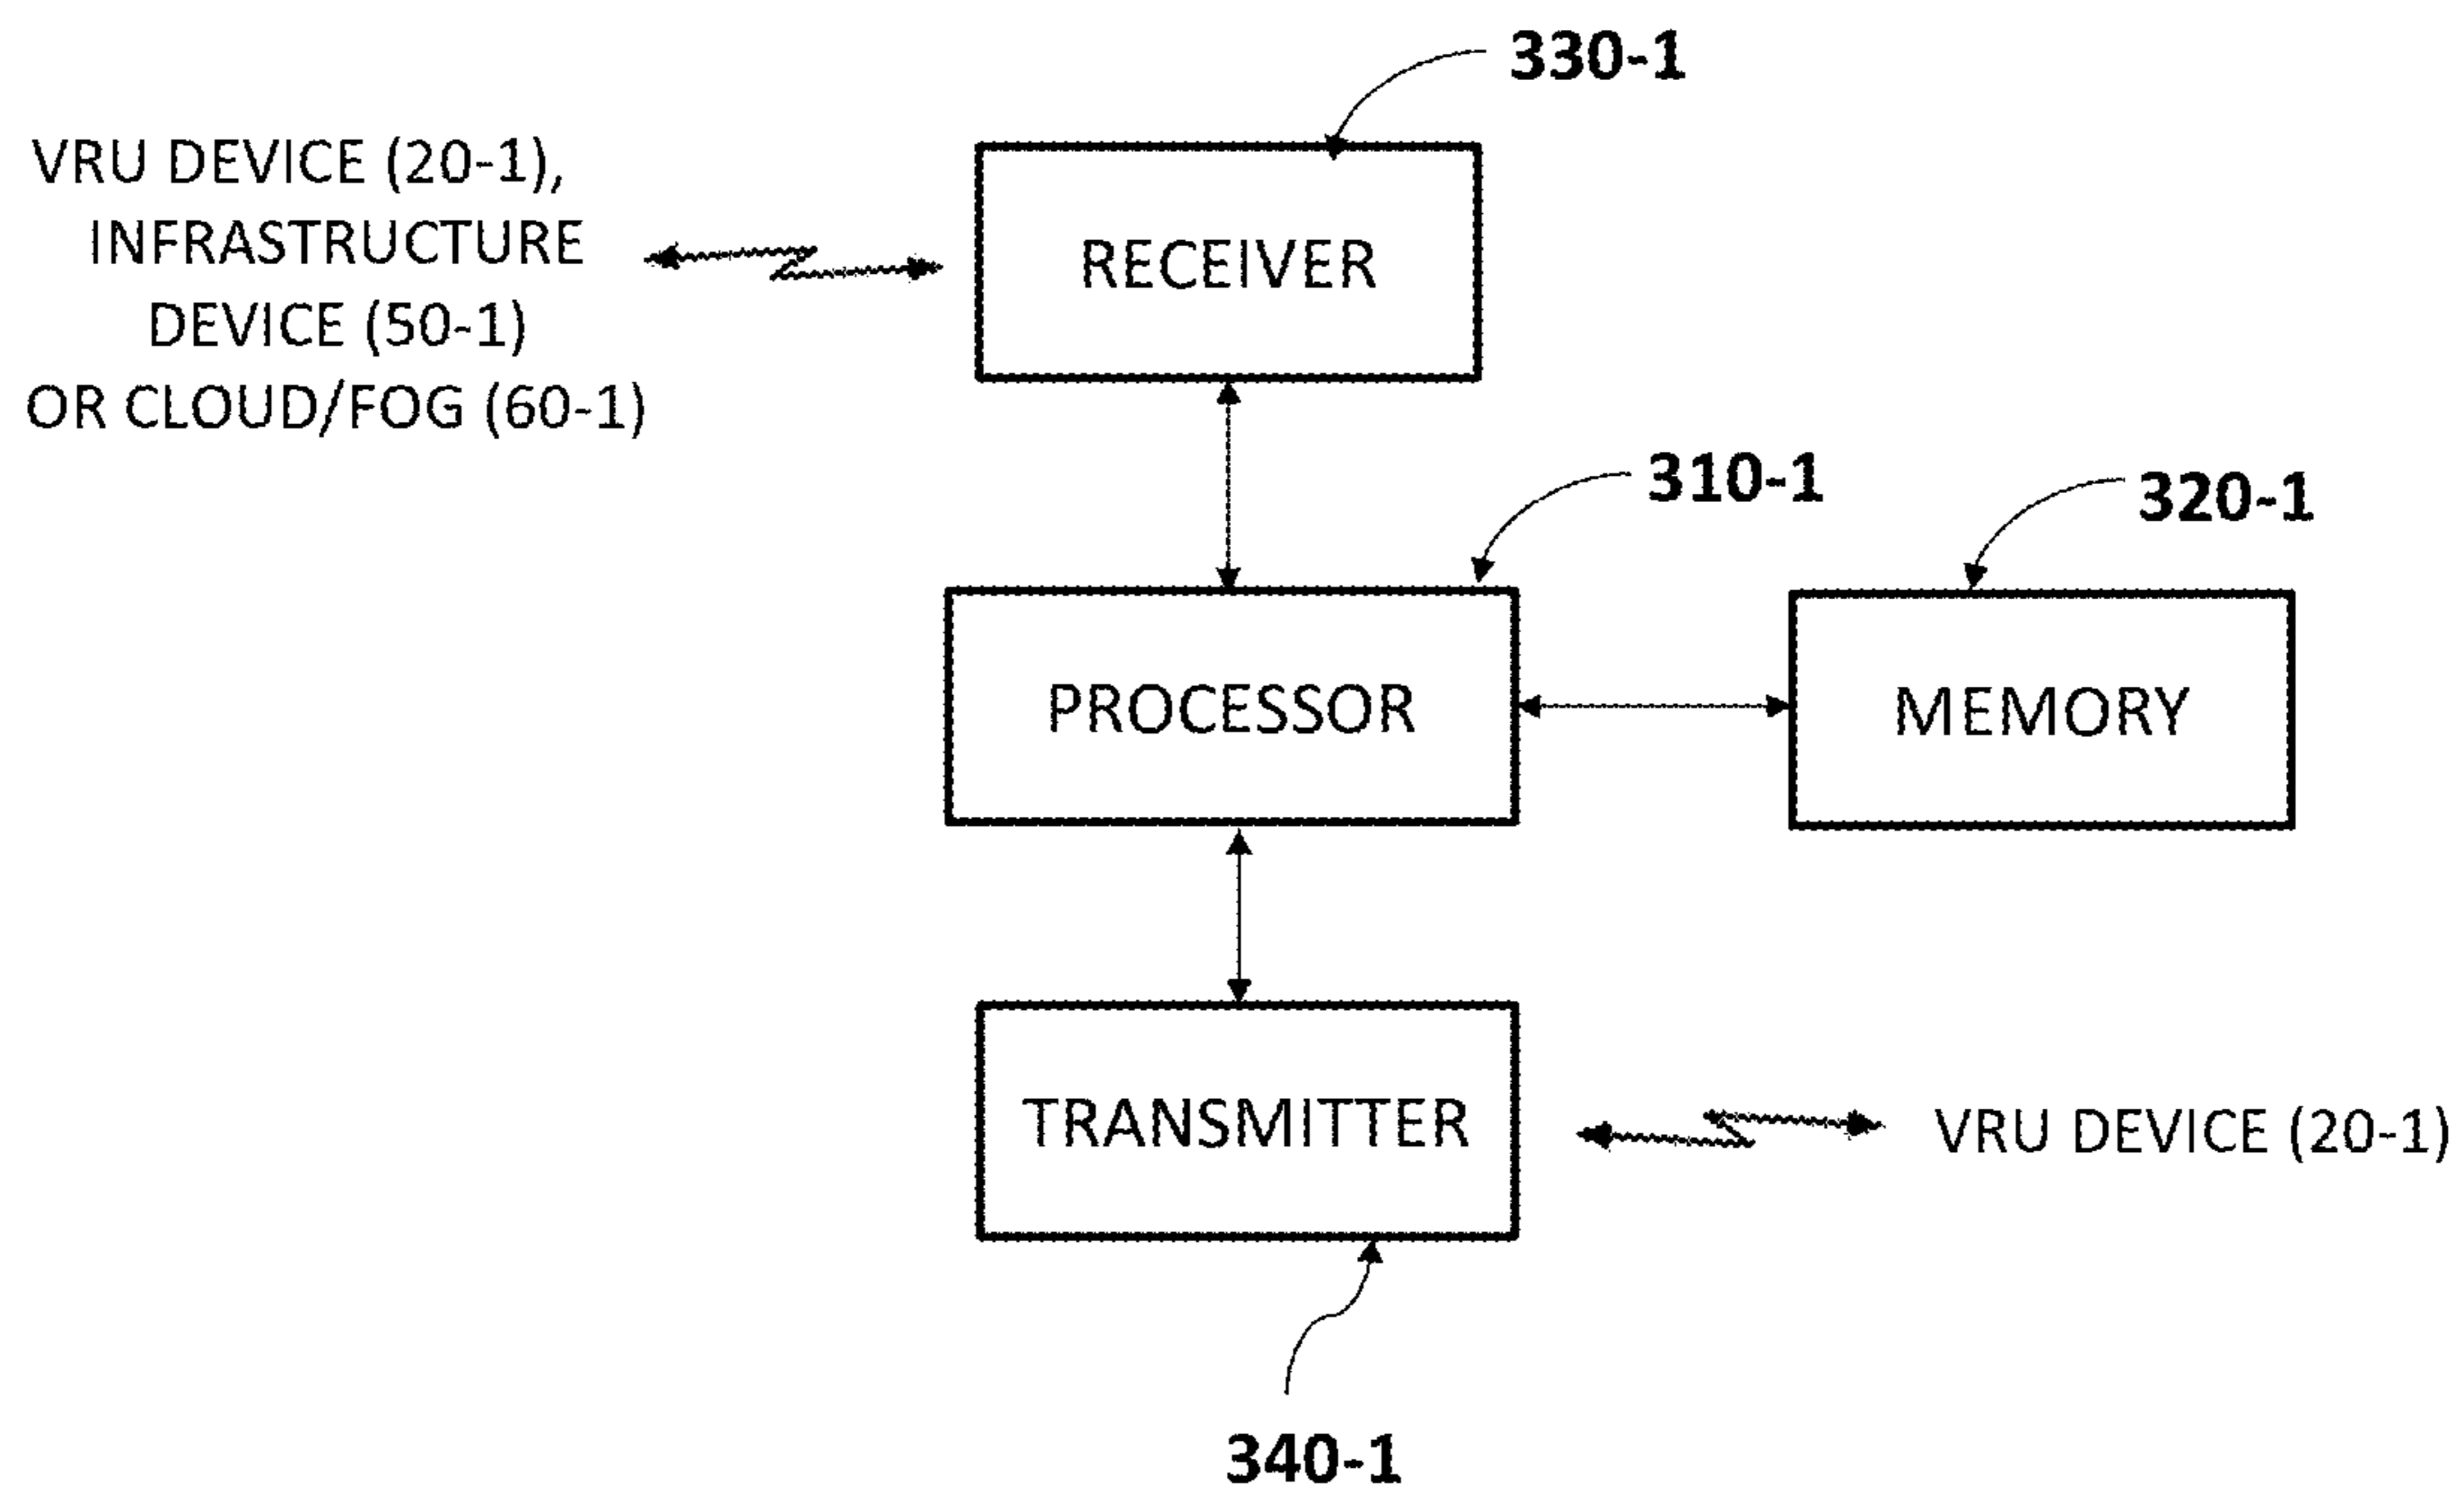 330-1
VRU DEVICE (20-1),
INFRASTRUCTURE
DEVICE (50-1)
OR CLOUD/FOG (60-1)
RECEIVER
310-1
320-1
PROCESSOR
MEMORY
TRANSMITTER
VRU DEVICE (20-1)
340-1